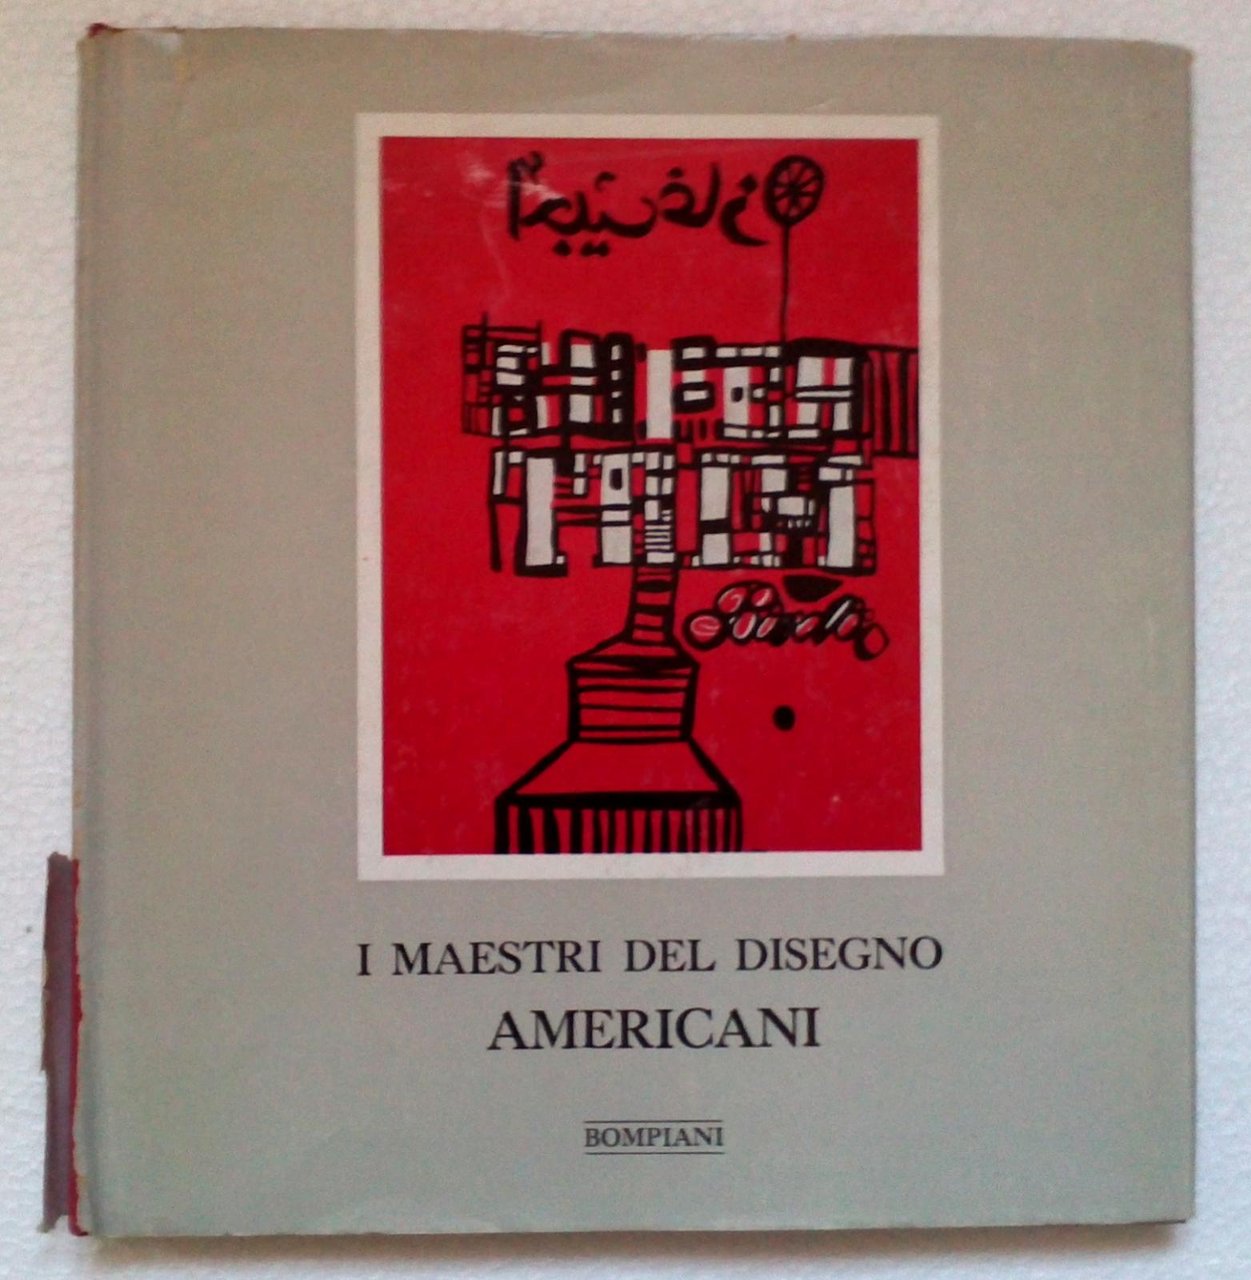 I MAESTRI DEL DISEGNO
AMERICANI
BOMPIANI